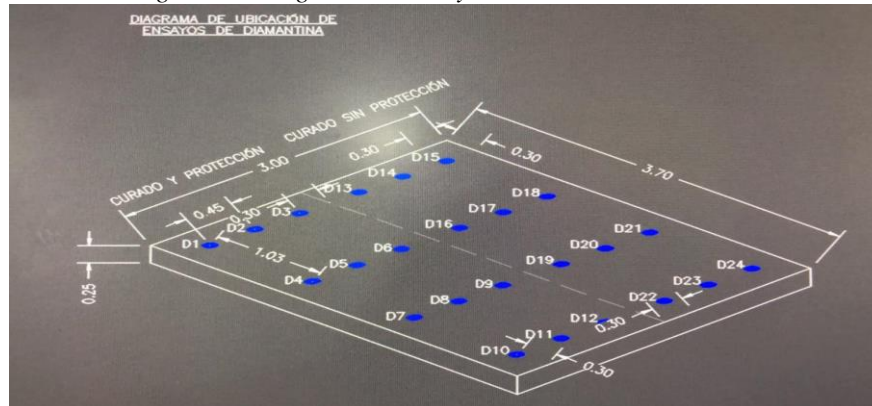 DIAGRAMA DE UBICACIÓN DE
ENSAYOS DE DIAMANTINA
CURADO Y PROTECCIÓN CURADO SIN PROTECCIÓN
3.00
3.70
0.30
0.30
0.45
0.30
1.03
0.25
0.30
0.30
D1
D2
D3
D13
D14
D15
D4
D5
D6
D16
D17
D18
D7
D8
D9
D19
D20
D21
D10
D11
D12
D22
D23
D24